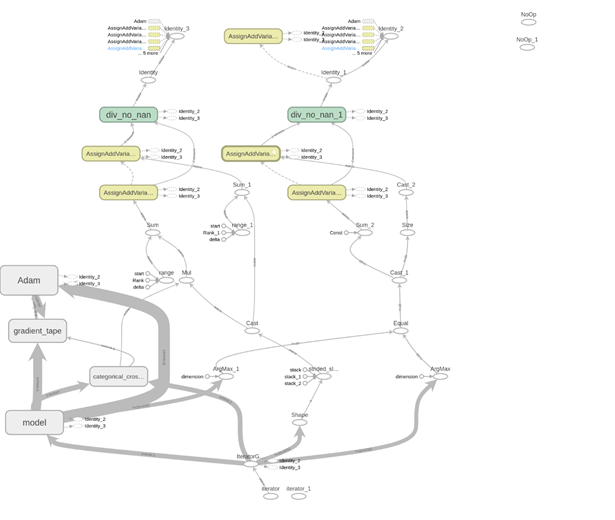 Adam
AssignAddVaria...
AssignAddVaria...
AssignAddVaria...
AssignAddVaria...
... 5 more
Identity_3
AssignAddVaria...
Adam
AssignAddVaria...
AssignAddVaria...
AssignAddVaria...
AssignAddVaria...
... 5 more
Identity_2
NoOp
NoOp_1
Identity
Identity_1
div_no_nan
Identity_2
Identity_3
div_no_nan_1
Identity_2
Identity_3
AssignAddVaria...
Identity_2
Identity_3
AssignAddVaria...
Identity_2
Identity_3
AssignAddVaria...
Identity_2
Identity_3
Sum_1
AssignAddVaria...
Identity_2
Identity_3
Cast_2
Sum
start
Rank_1
delta
range_1
Const
Sum_2
Size
Adam
Identity_2
Identity_3
start
Rank
delta
range
Mul
Cast_1
gradient_tape
Cast
Equal
categorical_cros...
dimension
ArgMax_1
stack
stack_1
stack_2
dimension
ArgMax
model
Identity_2
Identity_3
Shape
IteratorG
Identity_2
Identity_3
iterator
iterator_1